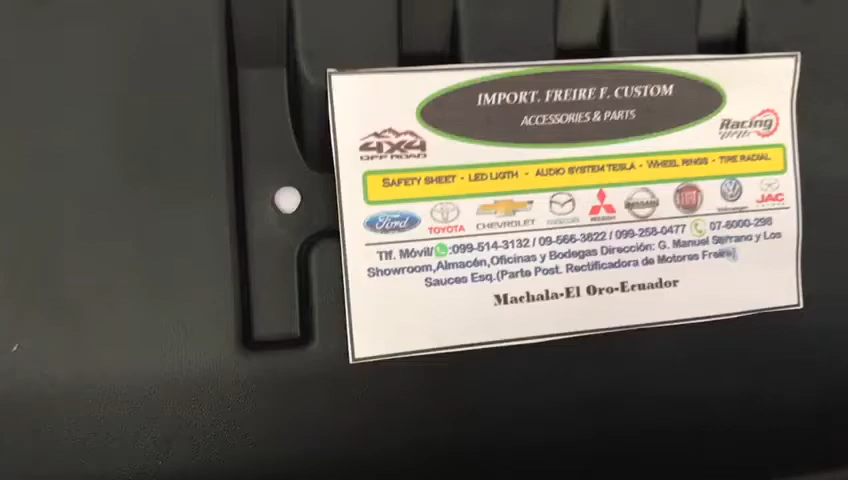 IMPORT. FREIRE F. CUSTOM
ACCESSORIES & PARTS
4X4
OFF ROAD
Racing
SAFETY SHEET - LED LIGTH - AUDIO SYSTEM TESLA - WHEEL RINGS - TIRE RADIAL
Ford TOYOTA CHEVROLET mazda MITSUBISHI NISSAN FIAT Volkswagen JAC
Tlf. Móvil/ :099-514-3132 / 09-566-3822 / 099-258-0477 07-6000-298
Showroom,Almacén,Oficinas y Bodegas Dirección: G. Manuel Serrano y Los
Sauces Esq.(Parte Post. Rectificadora de Motores Freire)
Machala-El Oro-Ecuador